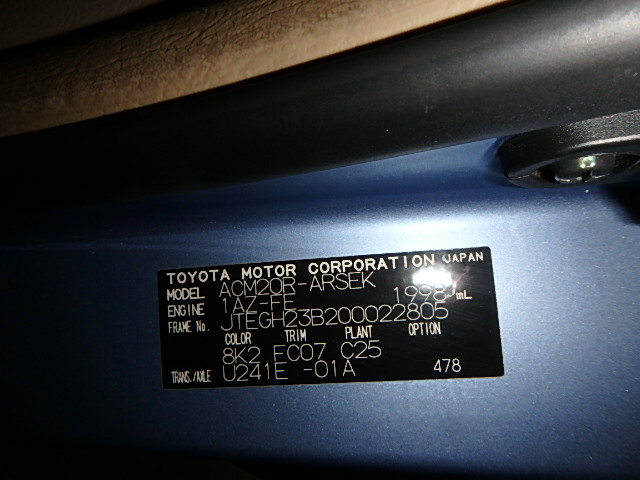 TOYOTA MOTOR CORPORATION JAPAN
MODEL ACM20R-ARSEK
ENGINE 1AZ-FE 1998 mL
FRAME No. JTEGH23B200022805
COLOR TRIM PLANT OPTION
8K2 FC07 C25
TRANS./AXLE U241E -01A 478